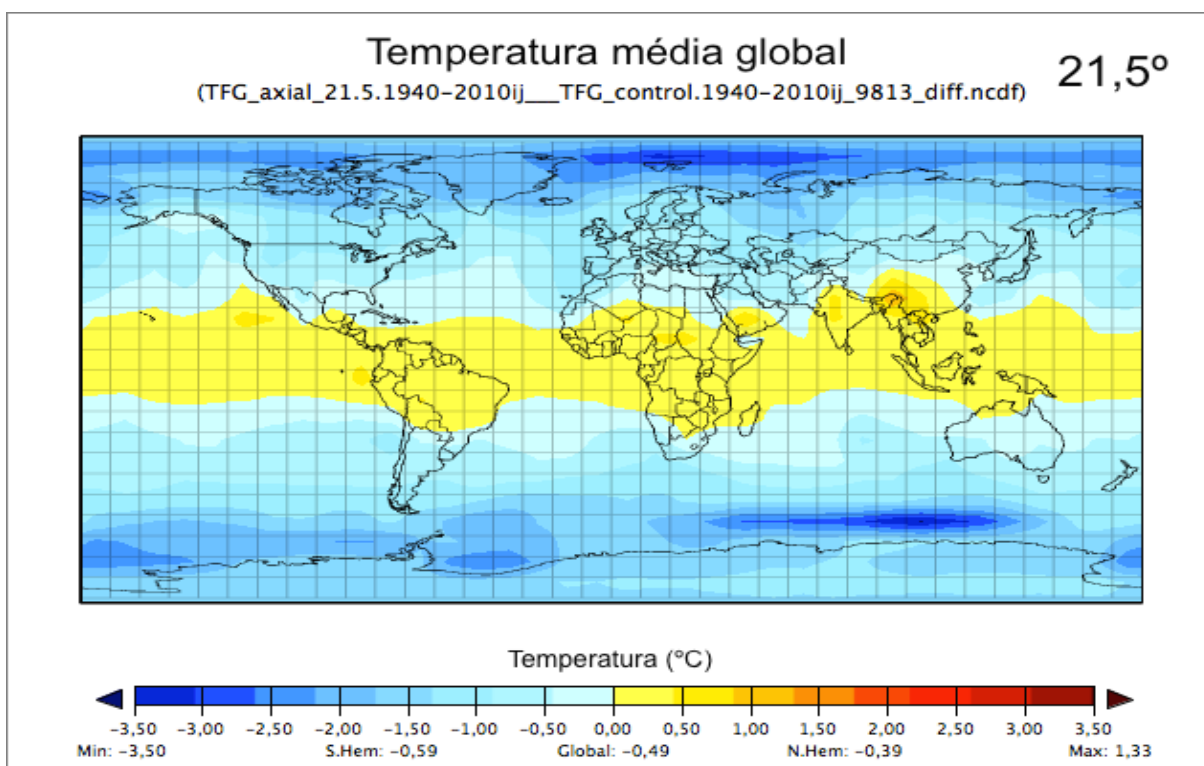 Temperatura média global
21,5º
(TFG_axial_21.5.1940-2010ij___TFG_control.1940-2010ij_9813_diff.ncdf)
Temperatura (ºC)
-3,50 -3,00 -2,50 -2,00 -1,50 -1,00 -0,50 0,00 0,50 1,00 1,50 2,00 2,50 3,00 3,50
Min: -3,50 S.Hem: -0,59 Global: -0,49 N.Hem: -0,39 Max: 1,33